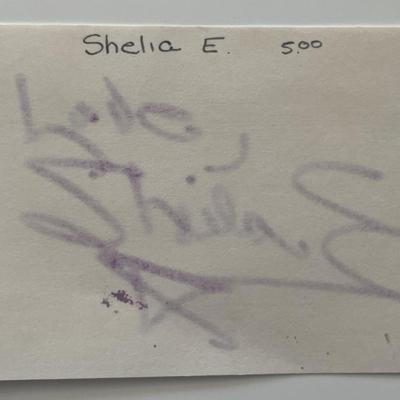 Shelia E. 5.00
Love,
Sheila E